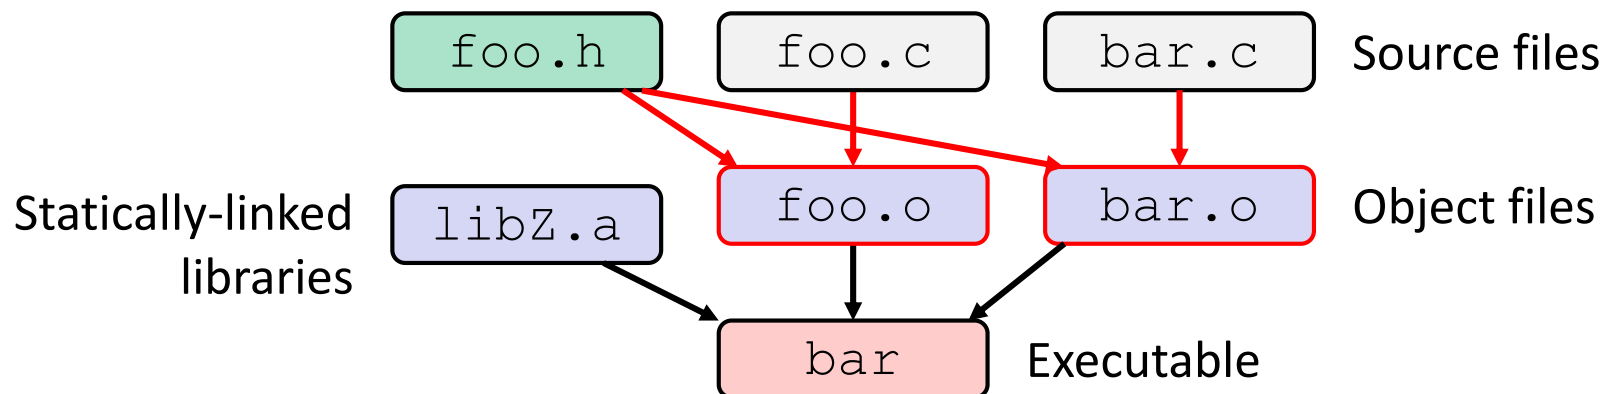 foo.h foo.c bar.c Source files
Statically-linked
libraries
libZ.a foo.o bar.o Object files
bar Executable